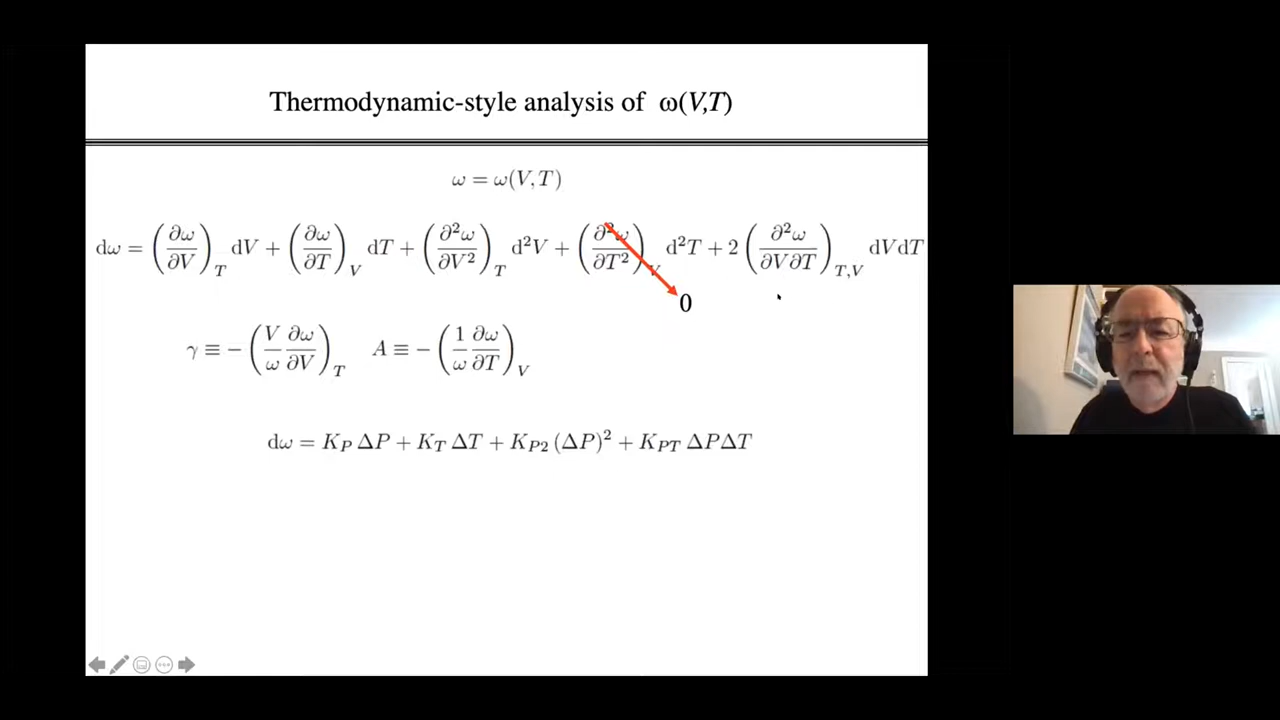 Thermodynamic-style analysis of ω(V,T)
ω = ω(V, T)
dω = (∂ω/∂V)_T dV + (∂ω/∂T)_V dT + (∂²ω/∂V²)_T d²V + (∂²ω/∂T²)_V d²T + 2 (∂²ω/∂V∂T)_T,V dVdT
0
γ ≡ −(V/ω ∂ω/∂V)_T A ≡ −(1/ω ∂ω/∂T)_V
dω = K_P ΔP + K_T ΔT + K_P2 (ΔP)² + K_PT ΔPΔT